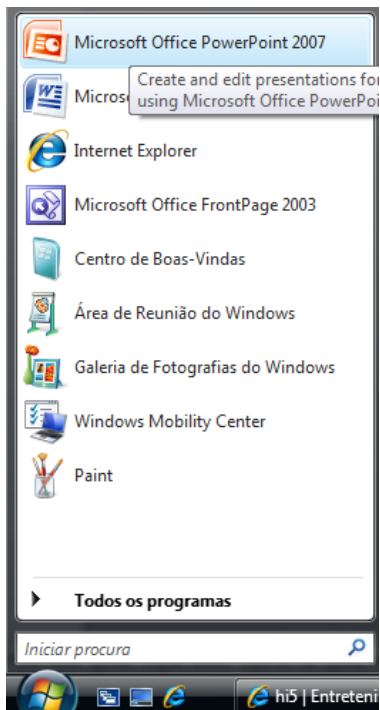 Microsoft Office PowerPoint 2007
Create and edit presentations for
Micros
using Microsoft Office PowerPoi
Internet Explorer
Microsoft Office FrontPage 2003
Centro de Boas-Vindas
Área de Reunião do Windows
Galeria de Fotografias do Windows
Windows Mobility Center
Paint
Todos os programas
Iniciar procura
hi5 | Entreteni